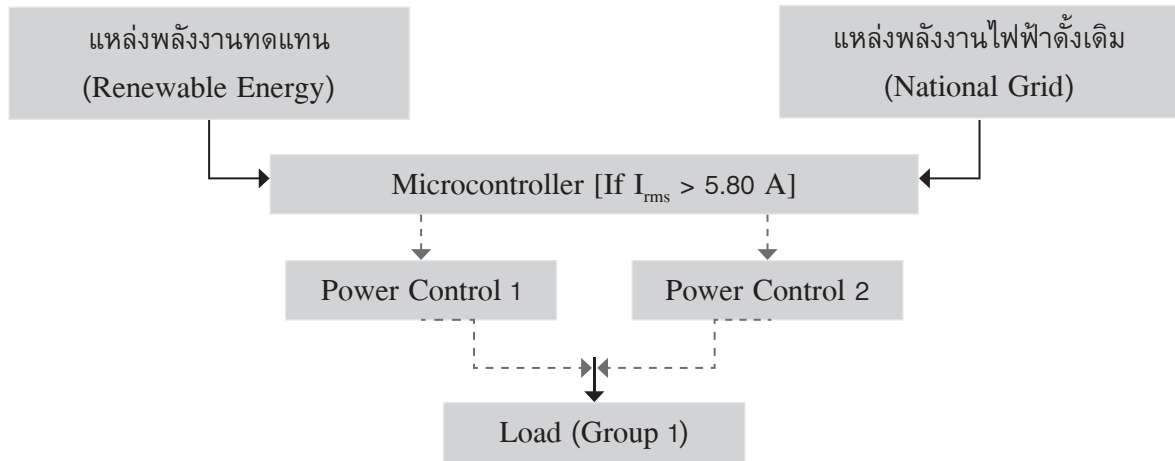 แหล่งพลังงานทดแทน
(Renewable Energy)
แหล่งพลังงานไฟฟ้าดั้งเดิม
(National Grid)
Microcontroller [If Irms > 5.80 A]
Power Control 1
Power Control 2
Load (Group 1)